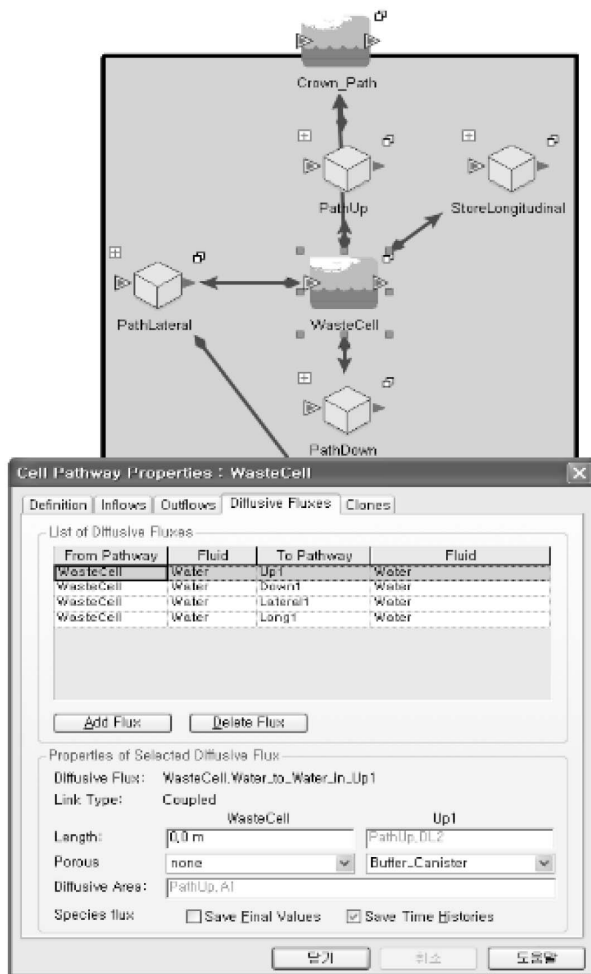 Crown_Path
PathUp
StoreLongitudinal
PathLateral
WasteCell
PathDown
Cell Pathway Properties : WasteCell
Definition Inflows Outflows Diffusive Fluxes Clones
List of Diffusive Fluxes
From Pathway Fluid To Pathway Fluid
WasteCell Water Up1 Water
WasteCell Water Down1 Water
WasteCell Water Lateral1 Water
WasteCell Water Long1 Water
Add Flux Delete Flux
Properties of Selected Diffusive Flux
Diffusive Flux: WasteCell.Water_to_Water_in_Up1
Link Type: Coupled
WasteCell Up1
Length: 0.0 m PathUp.DL2
Porous none Buffer_Canister
Diffusive Area: PathUp.A1
Species flux Save Final Values Save Time Histories
닫기 취소 도움말